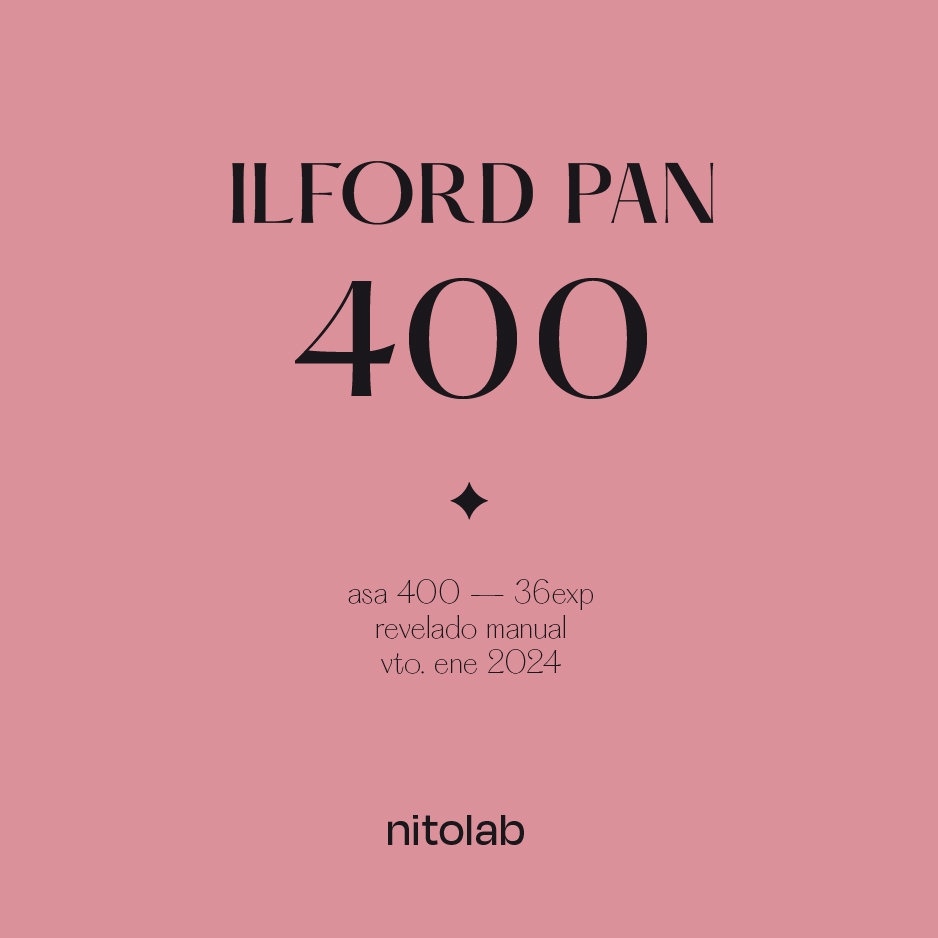 ILFORD PAN
400
asa 400 — 36exp
revelado manual
vto. ene 2024
nitolab